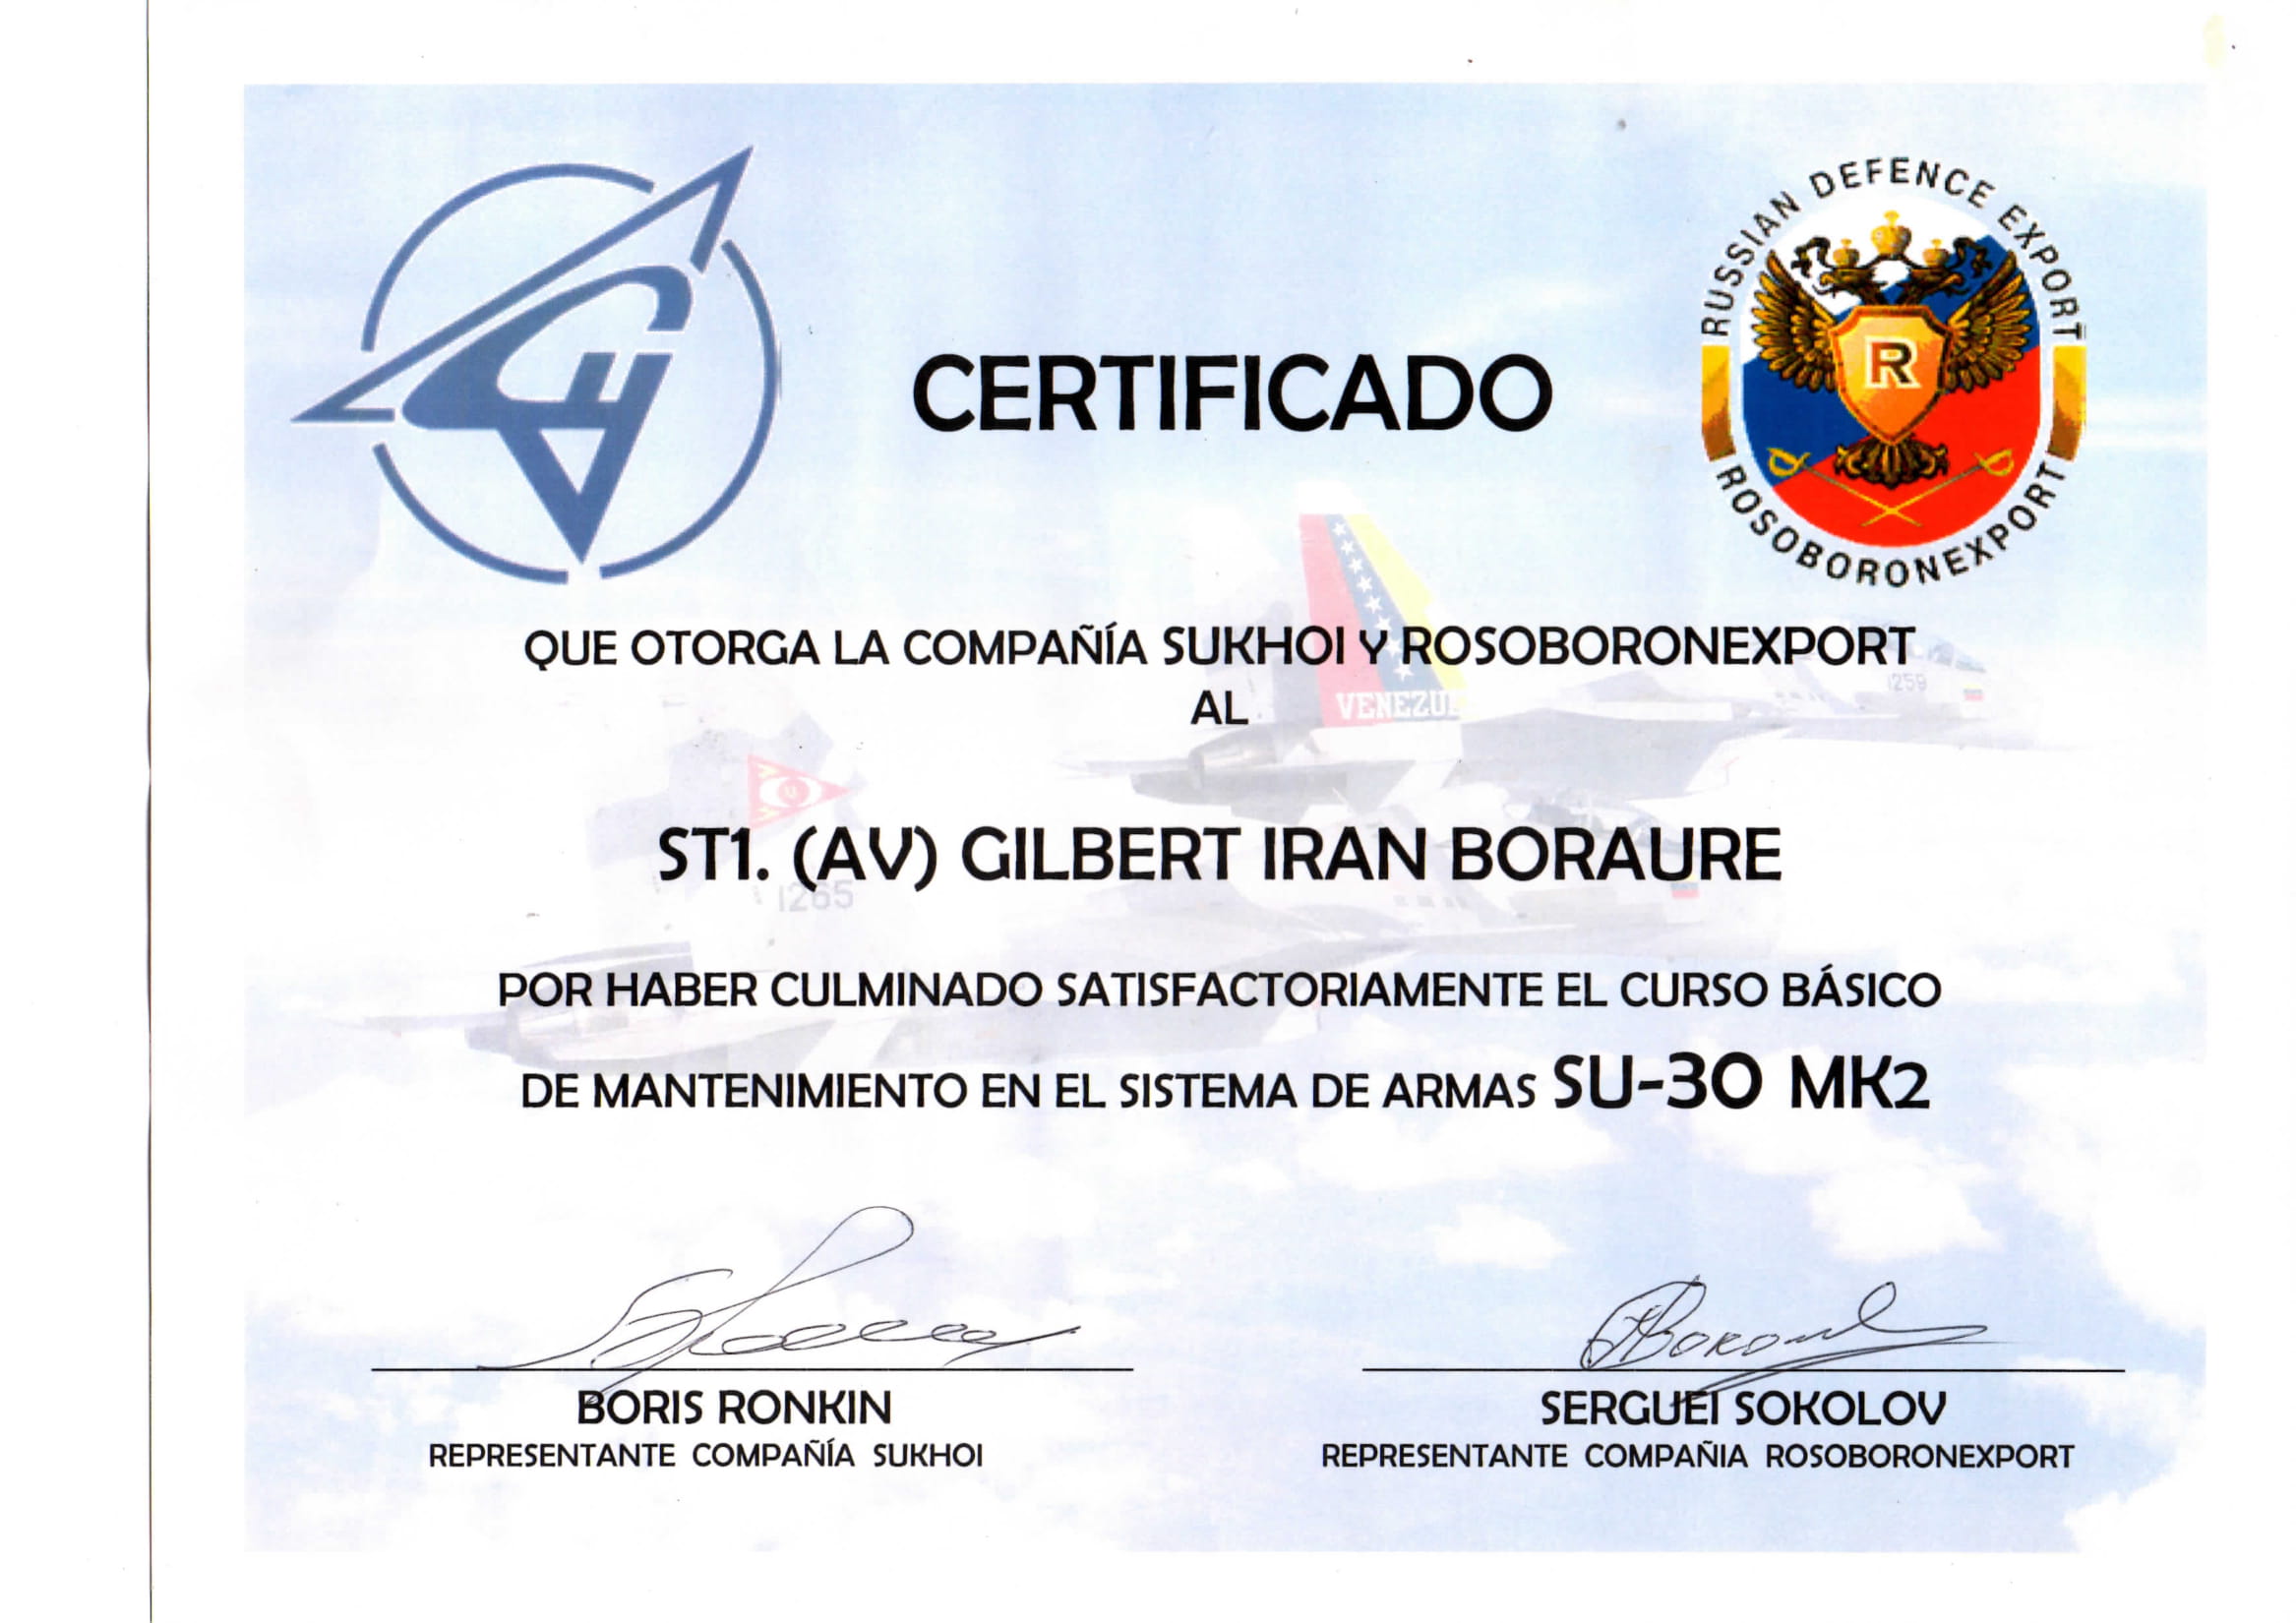 RUSSIAN DEFENCE EXPORT
R
ROSOBORONEXPORT
CERTIFICADO
QUE OTORGA LA COMPAÑÍA SUKHOI Y ROSOBORONEXPORT
AL
VENEZUE
1259
ST1. (AV) GILBERT IRAN BORAURE
1265
POR HABER CULMINADO SATISFACTORIAMENTE EL CURSO BÁSICO
DE MANTENIMIENTO EN EL SISTEMA DE ARMAS SU-30 MK2
BORIS RONKIN
REPRESENTANTE COMPAÑÍA SUKHOI
SERGUEI SOKOLOV
REPRESENTANTE COMPAÑIA ROSOBORONEXPORT